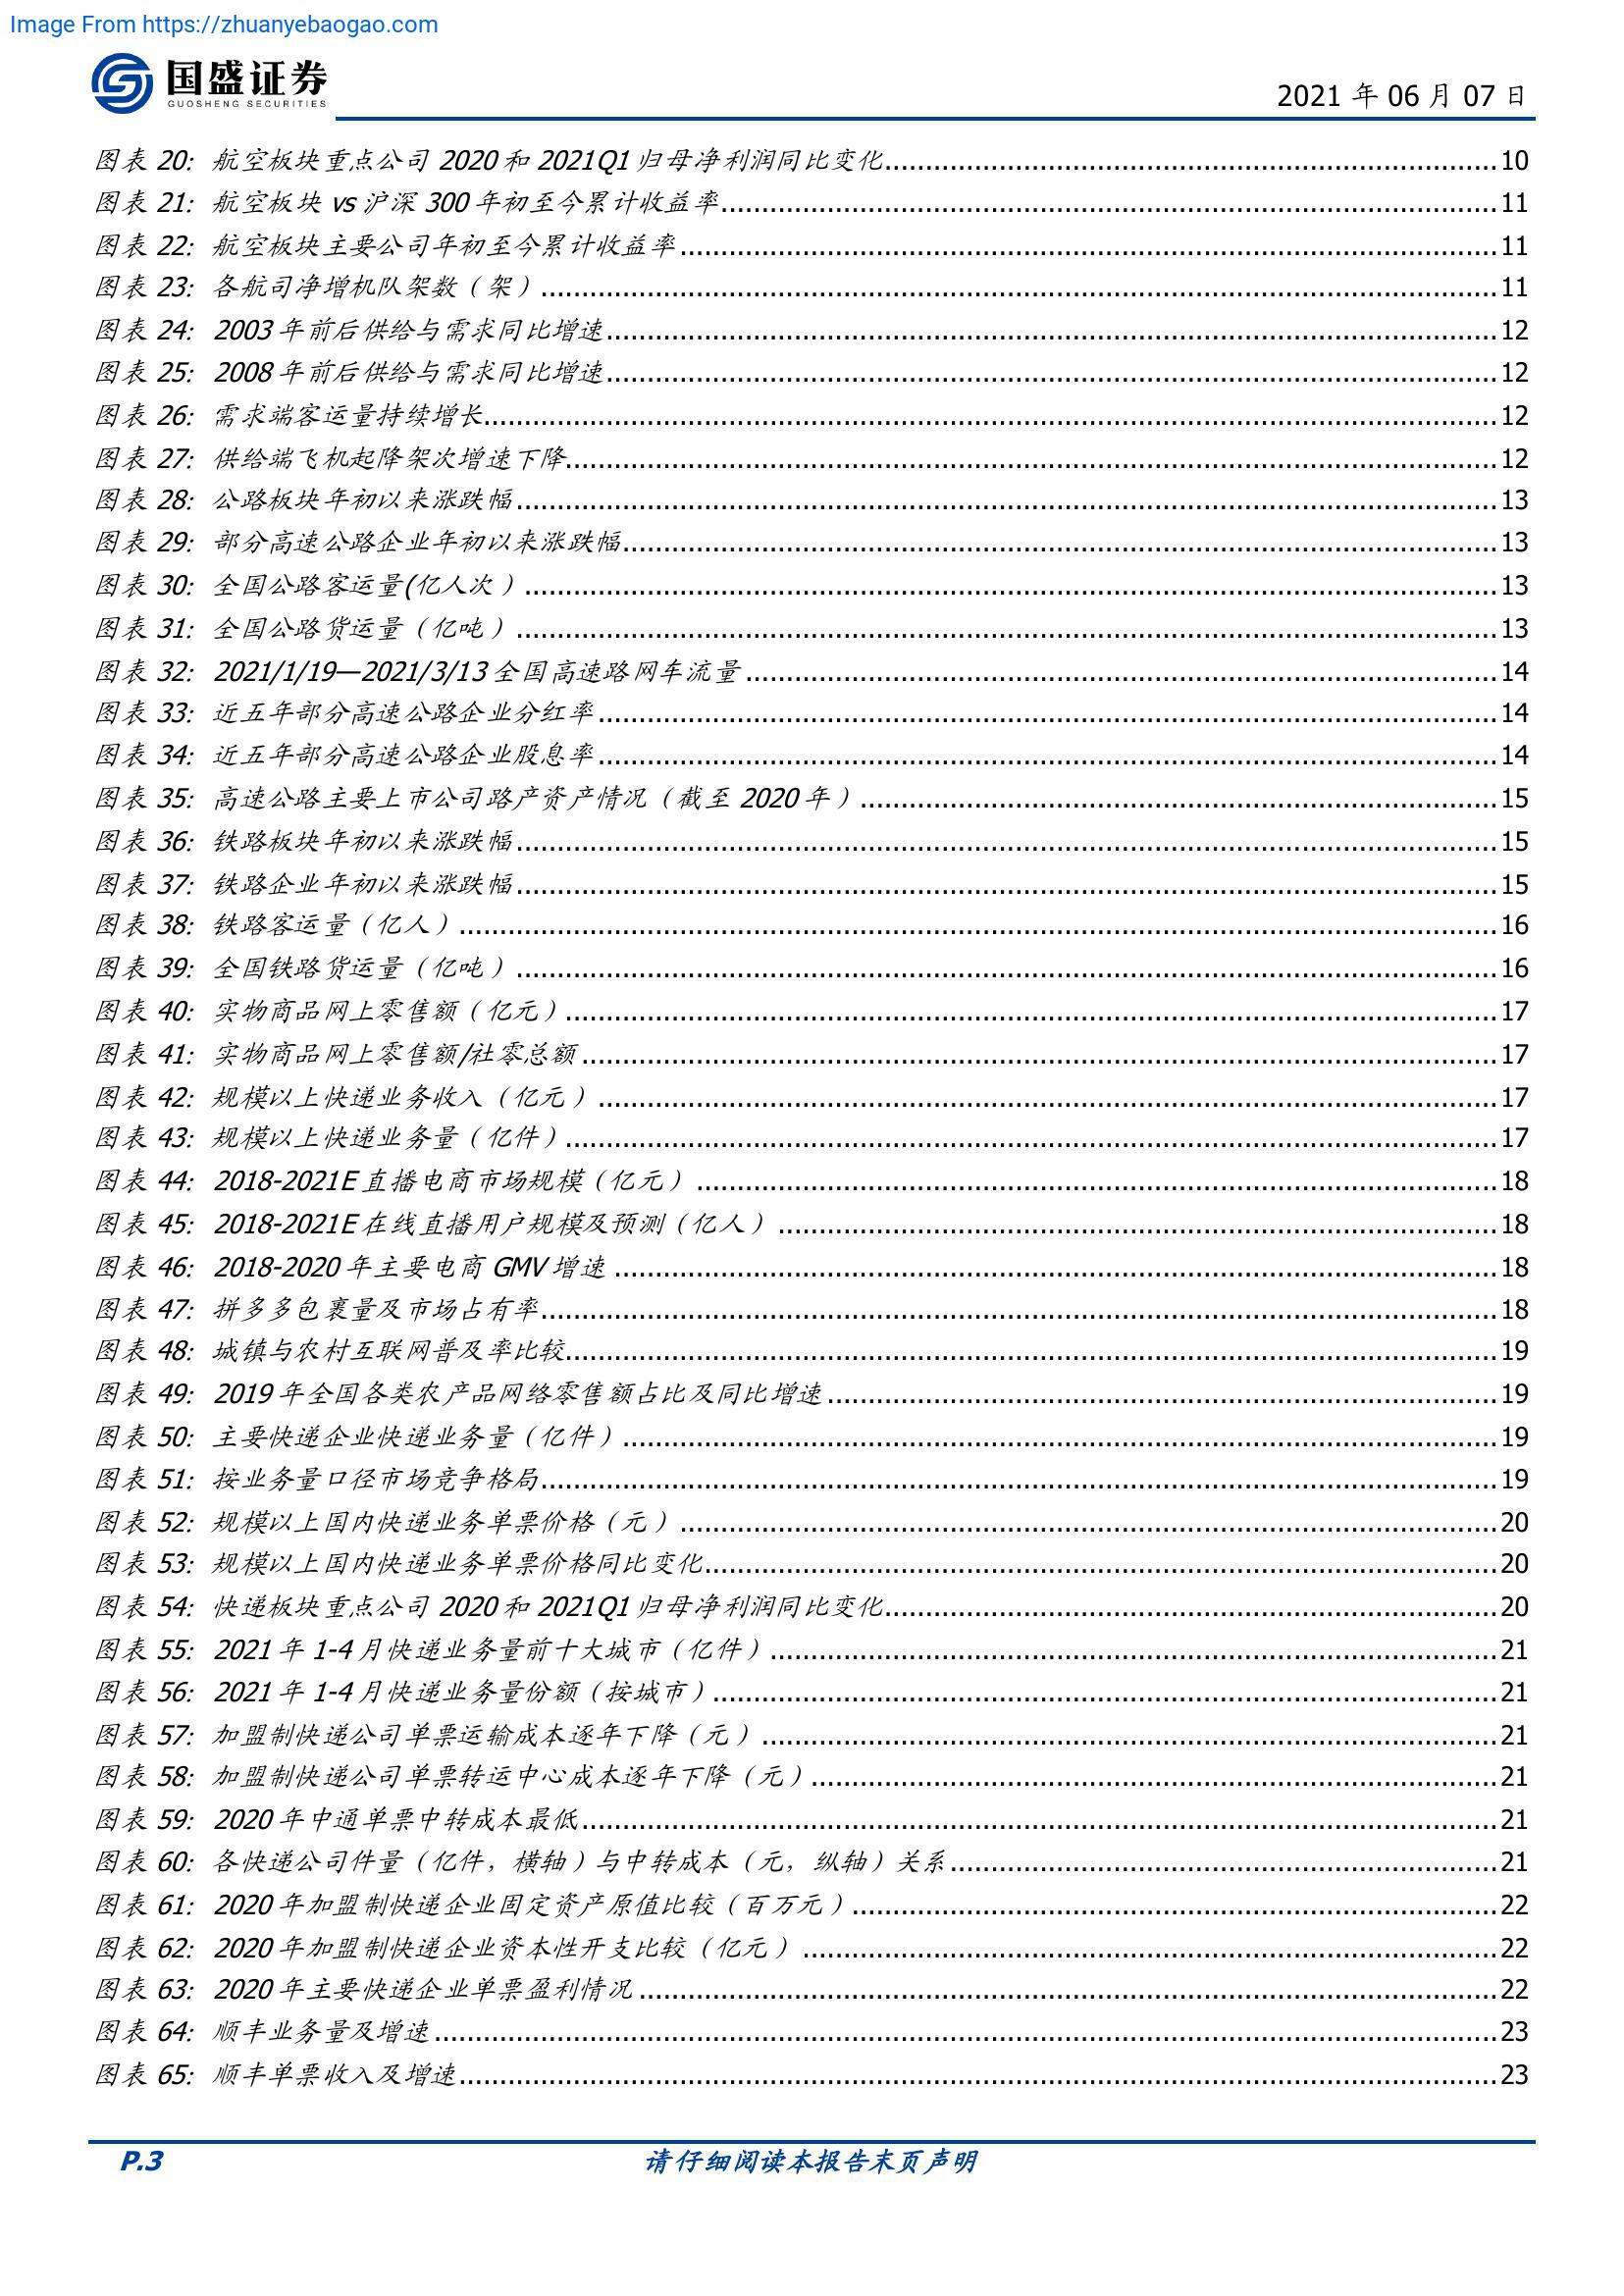 Image From https://zhuanyebaogao.com
国盛证券
GUOSHENG SECURITIES
2021 年 06 月 07 日
图表 20: 航空板块重点公司 2020 和 2021Q1 归母净利润同比变化 10
图表 21: 航空板块 vs 沪深 300 年初至今累计收益率 11
图表 22: 航空板块主要公司年初至今累计收益率 11
图表 23: 各航司净增机队架数（架） 11
图表 24: 2003 年前后供给与需求同比增速 12
图表 25: 2008 年前后供给与需求同比增速 12
图表 26: 需求端客运量持续增长 12
图表 27: 供给端飞机起降架次增速下降 12
图表 28: 公路板块年初以来涨跌幅 13
图表 29: 部分高速公路企业年初以来涨跌幅 13
图表 30: 全国公路客运量(亿人次） 13
图表 31: 全国公路货运量（亿吨） 13
图表 32: 2021/1/19—2021/3/13 全国高速路网车流量 14
图表 33: 近五年部分高速公路企业分红率 14
图表 34: 近五年部分高速公路企业股息率 14
图表 35: 高速公路主要上市公司路产资产情况（截至 2020 年） 15
图表 36: 铁路板块年初以来涨跌幅 15
图表 37: 铁路企业年初以来涨跌幅 15
图表 38: 铁路客运量（亿人） 16
图表 39: 全国铁路货运量（亿吨） 16
图表 40: 实物商品网上零售额（亿元） 17
图表 41: 实物商品网上零售额/社零总额 17
图表 42: 规模以上快递业务收入（亿元） 17
图表 43: 规模以上快递业务量（亿件） 17
图表 44: 2018-2021E 直播电商市场规模（亿元） 18
图表 45: 2018-2021E 在线直播用户规模及预测（亿人） 18
图表 46: 2018-2020 年主要电商 GMV 增速 18
图表 47: 拼多多包裹量及市场占有率 18
图表 48: 城镇与农村互联网普及率比较 19
图表 49: 2019 年全国各类农产品网络零售额占比及同比增速 19
图表 50: 主要快递企业快递业务量（亿件） 19
图表 51: 按业务量口径市场竞争格局 19
图表 52: 规模以上国内快递业务单票价格（元） 20
图表 53: 规模以上国内快递业务单票价格同比变化 20
图表 54: 快递板块重点公司 2020 和 2021Q1 归母净利润同比变化 20
图表 55: 2021 年 1-4 月快递业务量前十大城市（亿件） 21
图表 56: 2021 年 1-4 月快递业务量份额（按城市） 21
图表 57: 加盟制快递公司单票运输成本逐年下降（元） 21
图表 58: 加盟制快递公司单票转运中心成本逐年下降（元） 21
图表 59: 2020 年中通单票中转成本最低 21
图表 60: 各快递公司件量（亿件，横轴）与中转成本（元，纵轴）关系 21
图表 61: 2020 年加盟制快递企业固定资产原值比较（百万元） 22
图表 62: 2020 年加盟制快递企业资本性开支比较（亿元） 22
图表 63: 2020 年主要快递企业单票盈利情况 22
图表 64: 顺丰业务量及增速 23
图表 65: 顺丰单票收入及增速 23
P.3
请仔细阅读本报告末页声明